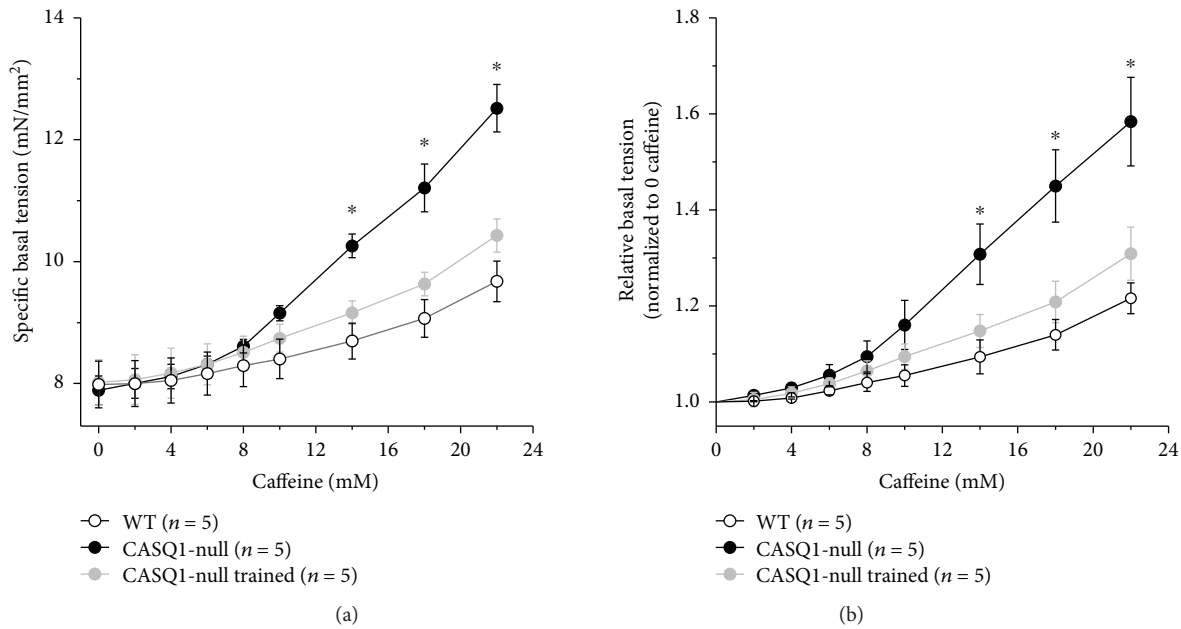 14
12
10
8
Specific basal tension (mN/mm²)
*
*
*
0
4
8
12
16
20
24
Caffeine (mM)
WT (n = 5)
CASQ1-null (n = 5)
CASQ1-null trained (n = 5)
(a)
1.8
1.6
1.4
1.2
1.0
Relative basal tension
(normalized to 0 caffeine)
*
*
*
0
4
8
12
16
20
24
Caffeine (mM)
WT (n = 5)
CASQ1-null (n = 5)
CASQ1-null trained (n = 5)
(b)